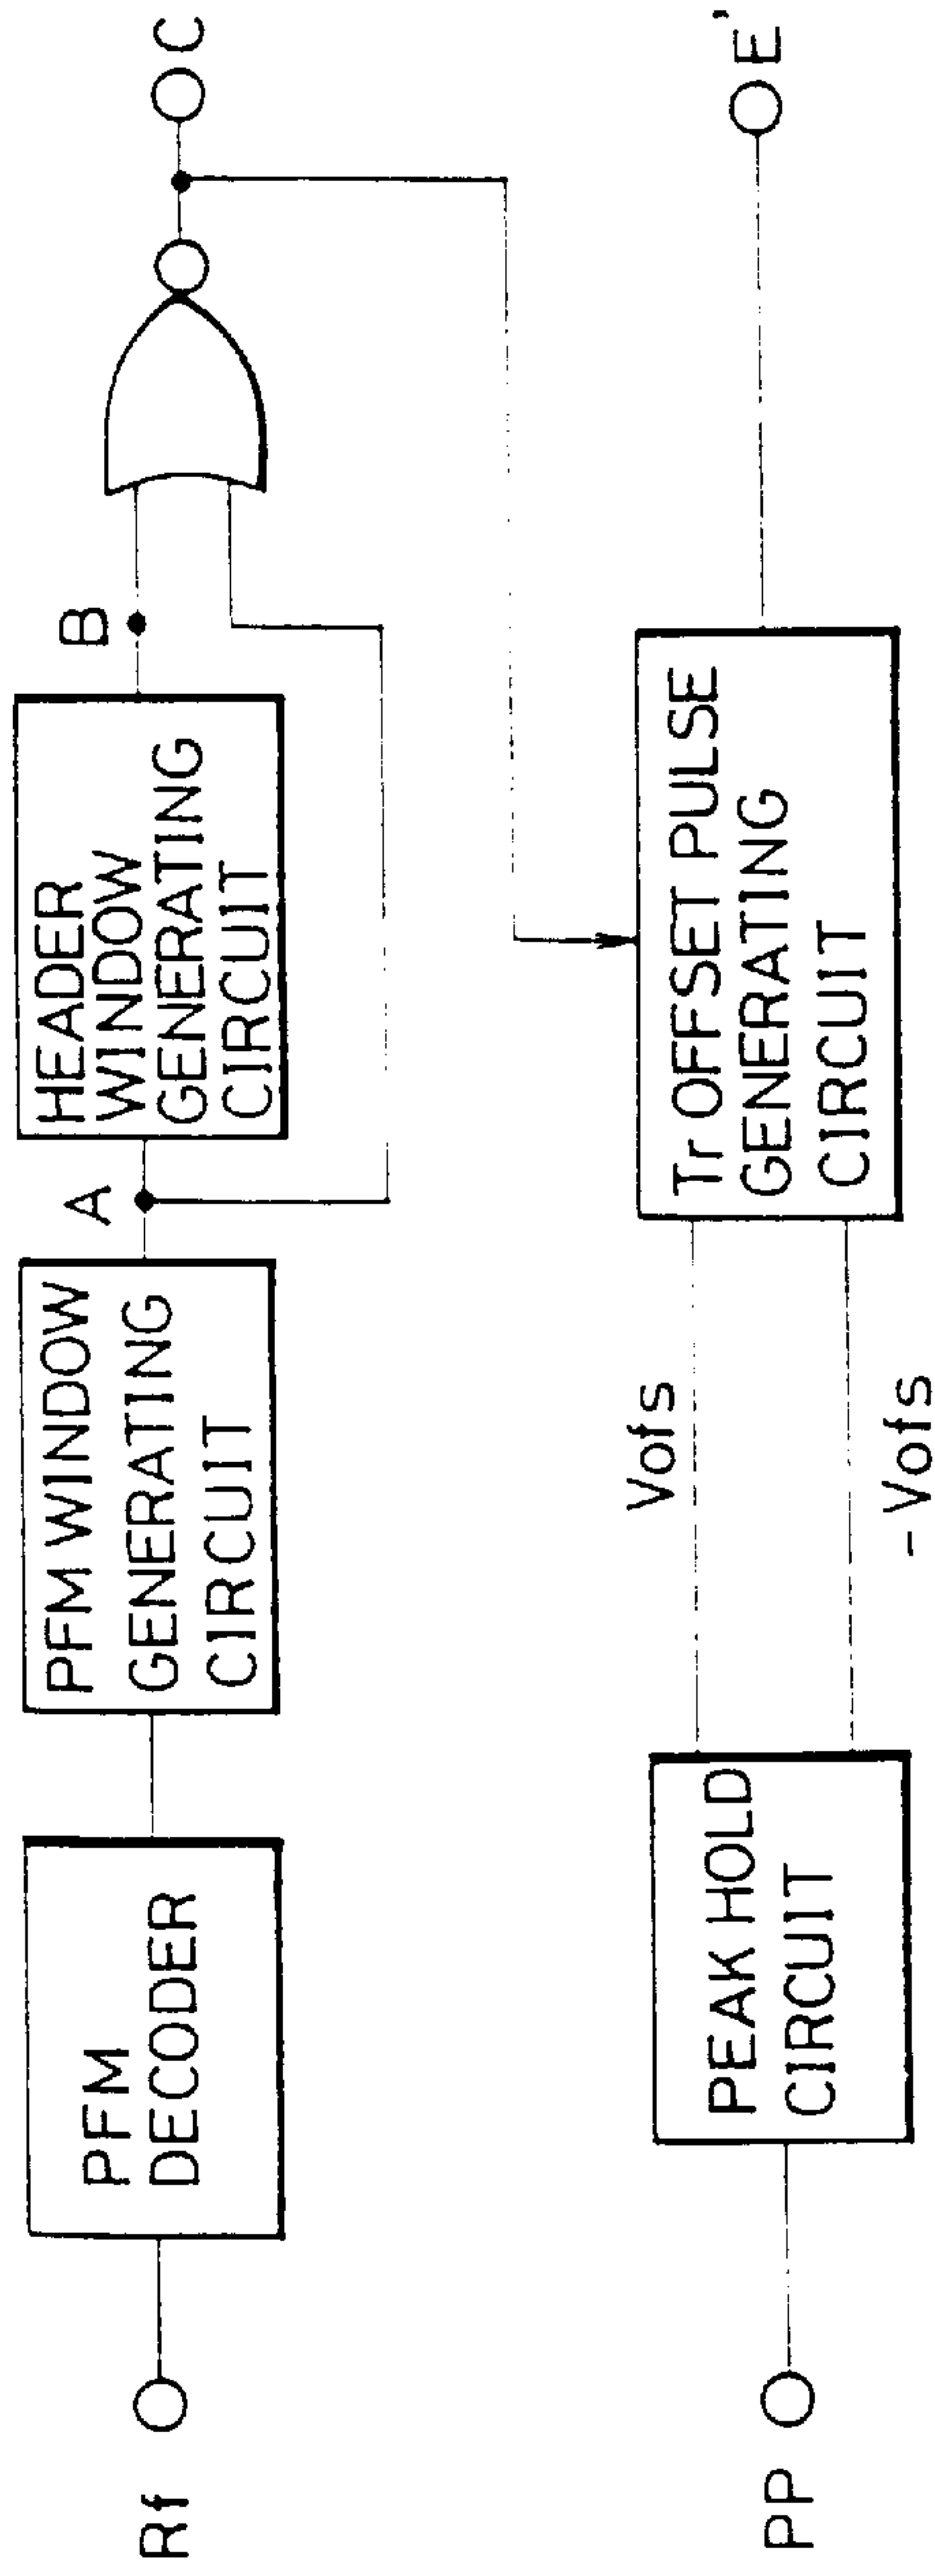 Rf
PFM
DECODER
PFM WINDOW
GENERATING
CIRCUIT
A
HEADER
WINDOW
GENERATING
CIRCUIT
B
C
PP
PEAK HOLD
CIRCUIT
Vofs
-Vofs
Tr OFFSET PULSE
GENERATING
CIRCUIT
E'